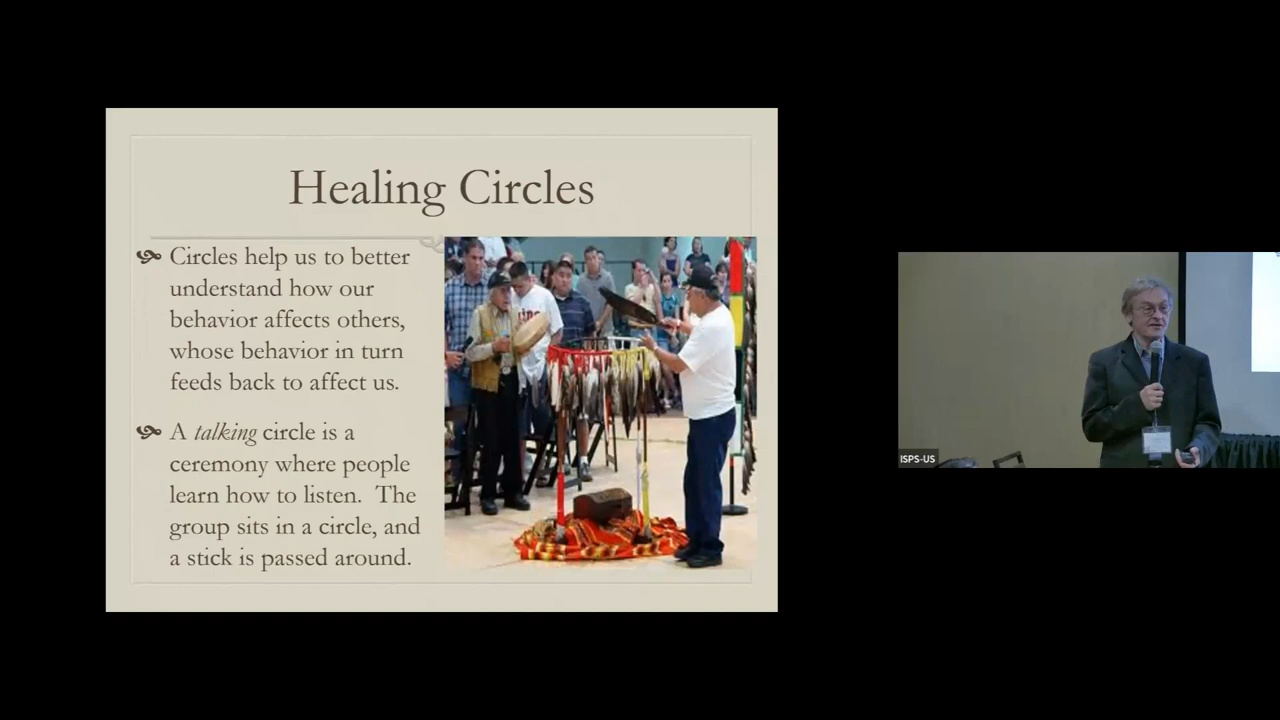 Healing Circles
Circles help us to better
understand how our
behavior affects others,
whose behavior in turn
feeds back to affect us.
A talking circle is a
ceremony where people
learn how to listen. The
group sits in a circle, and
a stick is passed around.
ISPS-US